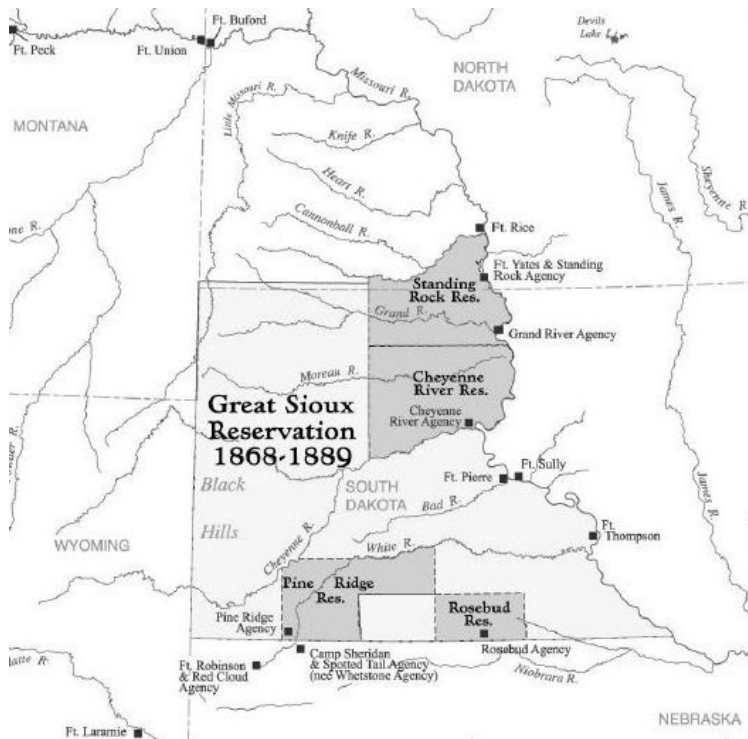 Ft. Buford
Ft. Peck
Ft. Union
Devils
Lake
Missouri R.
NORTH
DAKOTA
Little Missouri R.
MONTANA
Knife R.
Heart R.
Sheyenne R.
James R.
Cannonball R.
Ft. Rice
one R.
Ft. Yates & Standing
Rock Agency
Standing
Rock Res.
Grand R.
Grand River Agency
Moreau R.
Cheyenne
River Res.
Great Sioux
Reservation
1868-1889
Cheyenne
River Agency
Ft. Sully
Ft. Pierre
Black
Hills
SOUTH
DAKOTA
Bad R.
James R.
Ft.
Thompson
WYOMING
Cheyenne R.
White R.
Pine Ridge
Res.
Rosebud
Res.
Pine Ridge
Agency
Rosebud Agency
Camp Sheridan
& Spotted Tail Agency
(nee Whetstone Agency)
Ft. Robinson
& Red Cloud
Agency
latte R.
Niobrara R.
NEBRASKA
Ft. Laramie